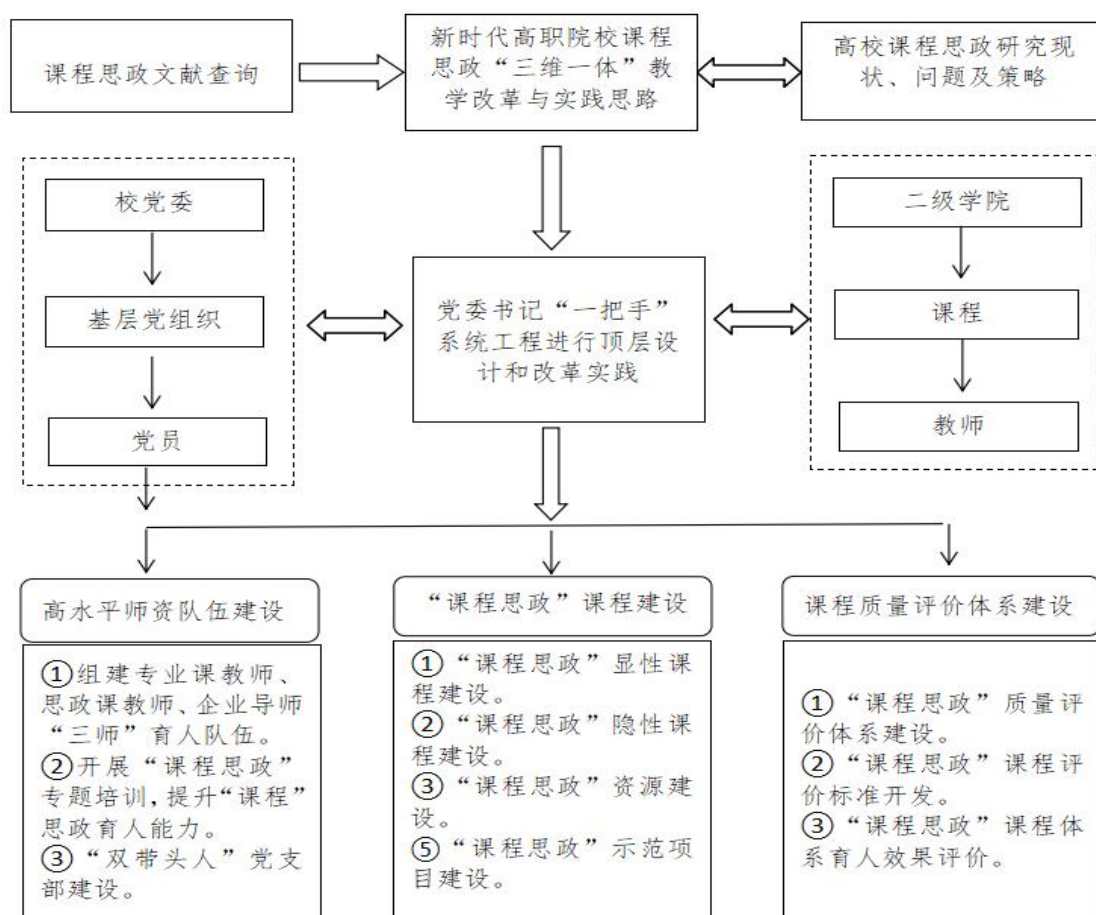 课程思政文献查询
新时代高职院校课程
思政“三维一体”教
学改革与实践思路
高校课程思政研究现
状、问题及策略
校党委
基层党组织
党员
党委书记“一把手”
系统工程进行顶层设
计和改革实践
二级学院
课程
教师
高水平师资队伍建设
①组建专业课教师、
思政课教师、企业导师
“三师”育人队伍。
②开展“课程思政”
专题培训,提升“课程”
思政育人能力。
③“双带头人”党支
部建设。
“课程思政”课程建设
①“课程思政”显性课
程建设。
②“课程思政”隐性课
程建设。
③“课程思政”资源建
设。
⑤“课程思政”示范项
目建设。
课程质量评价体系建设
①“课程思政”质量评
价体系建设。
②“课程思政”课程评
价标准开发。
③“课程思政”课程体
系育人效果评价。